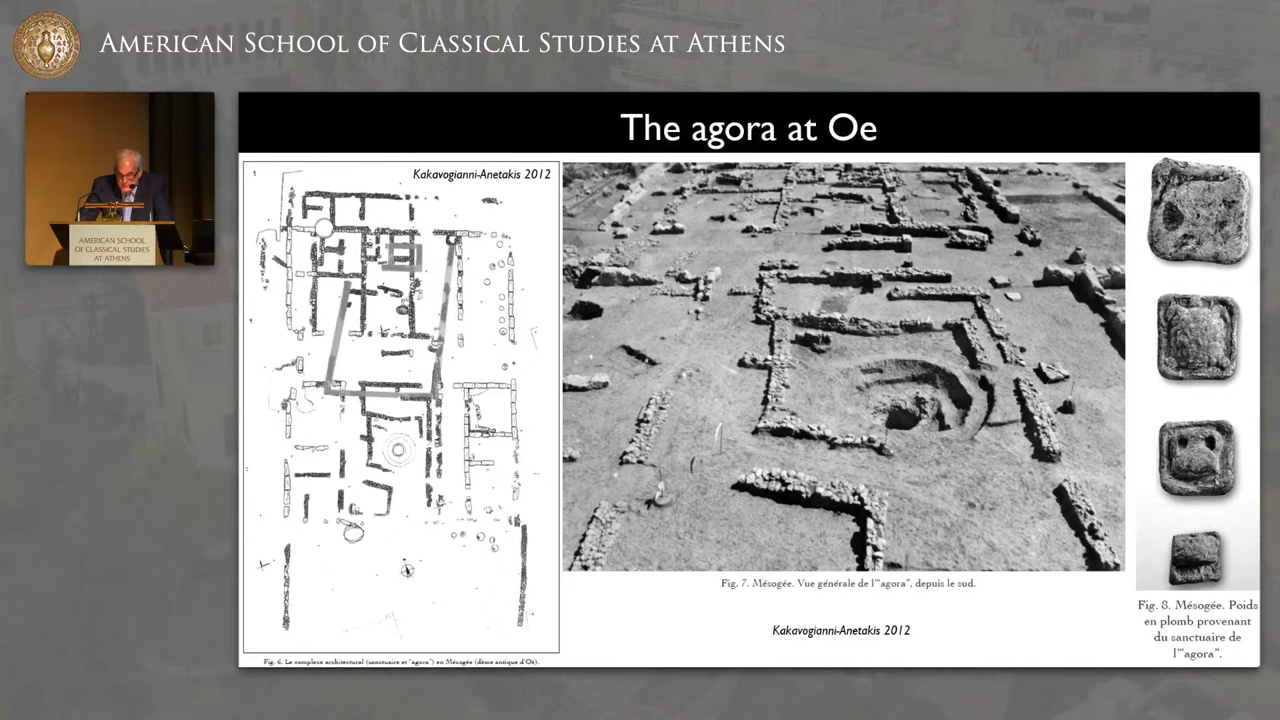 AMERICAN SCHOOL OF CLASSICAL STUDIES AT ATHENS
AMERICAN SCHOOL
OF CLASSICAL STUDIES
AT ATHENS
The agora at Oe
Kakavogianni-Anetakis 2012
Fig. 6. Le complexe architectural (sanctuaire et "agora") en Mésogée (dème antique d'Oè).
Fig. 7. Mésogée. Vue générale de l'"agora", depuis le sud.
Kakavogianni-Anetakis 2012
Fig. 8. Mésogée. Poids
en plomb provenant
du sanctuaire de
l'"agora".